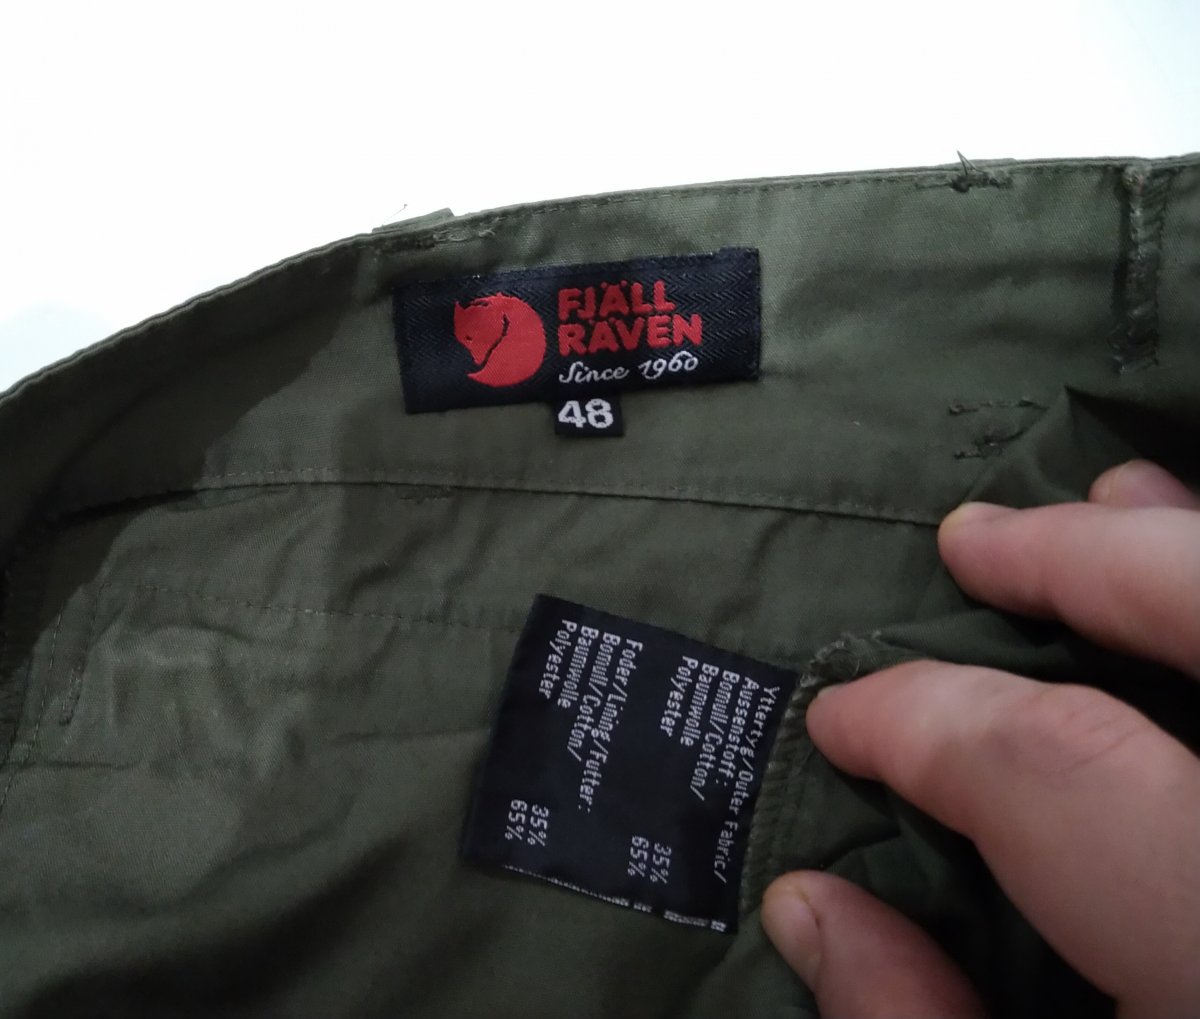 FJÄLL
RÄVEN
Since 1960
48
Yttertyg/Outer Fabric/
Aussenstoff:
Bomull/Cotton/
Baumwolle 35%
Polyester 65%
Foder/Lining/Futter:
Bomull/Cotton/
Baumwolle 35%
Polyester 65%